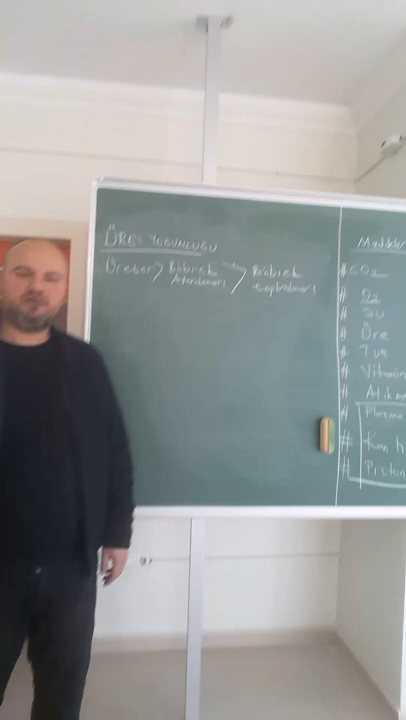 ÜRE YOĞUNLUĞU
Üreter > Böbrek > Böbrek
Atardamarı toplardamarı
Maddeler
# CO2
# O2
# Su
# Üre
# Tuz
# Vitamin
#
# Plazma
# Kan h
# Protein